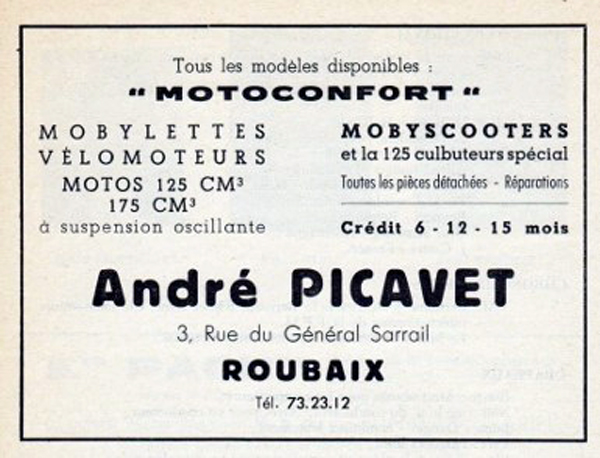 Tous les modèles disponibles :
" MOTOCONFORT "
MOBYLETTES
VÉLOMOTEURS
MOTOS 125 CM³
175 CM³
à suspension oscillante
MOBYSCOOTERS
et la 125 culbuteurs spécial
Toutes les pièces détachées - Réparations
Crédit 6 - 12 - 15 mois
André PICAVET
3, Rue du Général Sarrail
ROUBAIX
Tél. 73.23.12